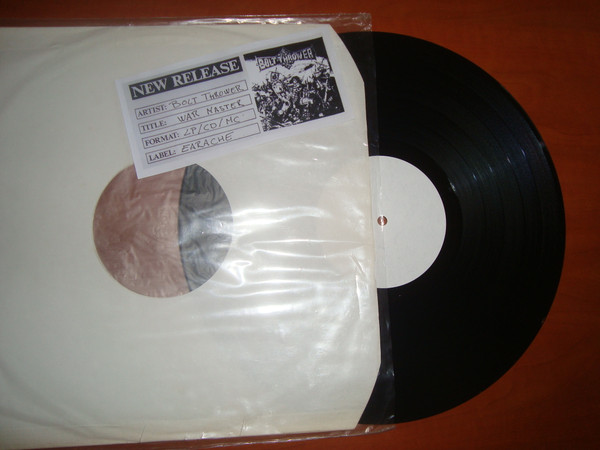 NEW RELEASE
ARTIST: BOLT THROWER
TITLE: WAR MASTER
FORMAT: LP/CD/MC
LABEL: EARACHE
BOLT THROWER